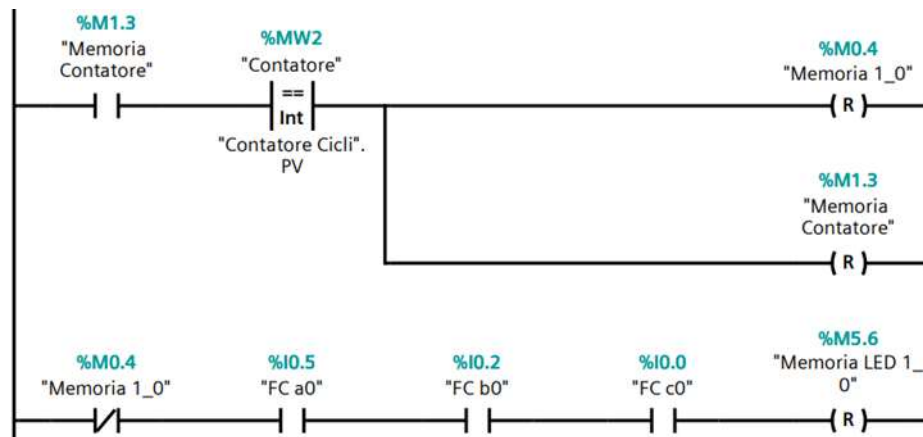 %M1.3
"Memoria
Contatore"
%MW2
"Contatore"
==
Int
"Contatore Cicli".
PV
%M0.4
"Memoria 1_0"
R
%M1.3
"Memoria
Contatore"
R
%M0.4
"Memoria 1_0"
%I0.5
"FC a0"
%I0.2
"FC b0"
%I0.0
"FC c0"
%M5.6
"Memoria LED 1_
0"
R